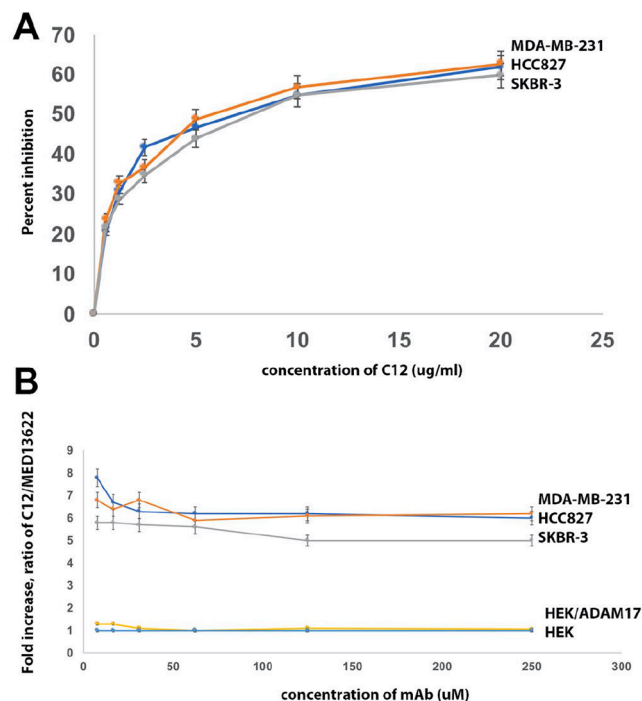 A
70
60
50
40
30
20
10
0
Percent inhibition
MDA-MB-231
HCC827
SKBR-3
0 5 10 15 20 25
concentration of C12 (ug/ml)
B
9
8
7
6
5
4
3
2
1
0
Fold increase, ratio of C12/MED13622
MDA-MB-231
HCC827
SKBR-3
HEK/ADAM17
HEK
0 50 100 150 200 250 300
concentration of mAb (uM)